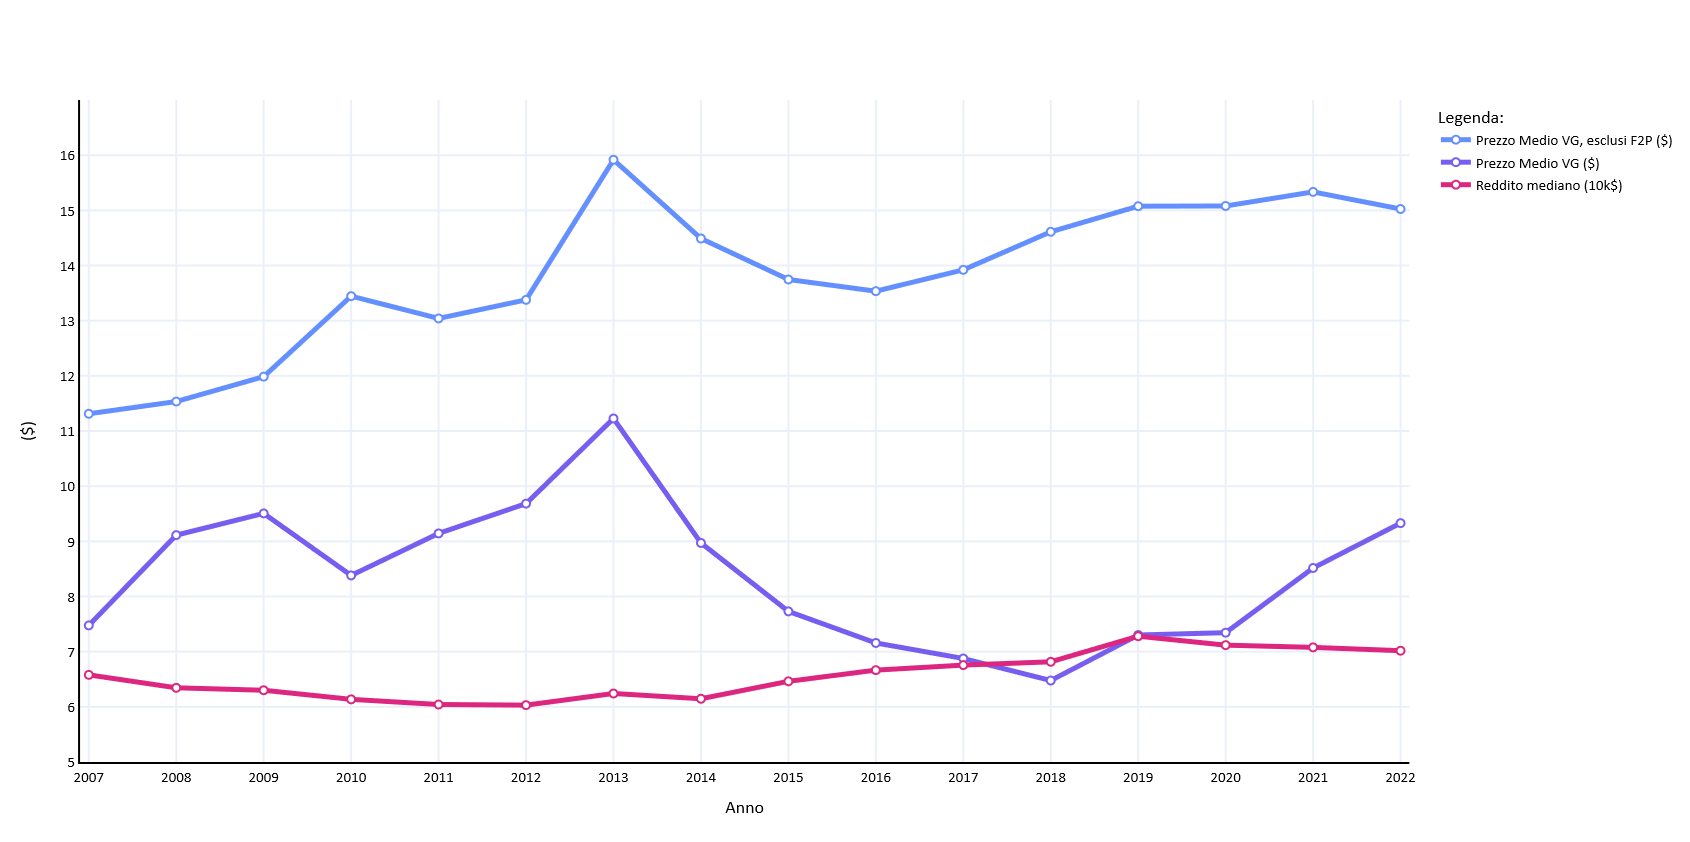 Legenda:
Prezzo Medio VG, esclusi F2P ($)
Prezzo Medio VG ($)
Reddito mediano (10k$)
16
15
14
13
12
11
10
9
8
7
6
5
($)
2007 2008 2009 2010 2011 2012 2013 2014 2015 2016 2017 2018 2019 2020 2021 2022
Anno